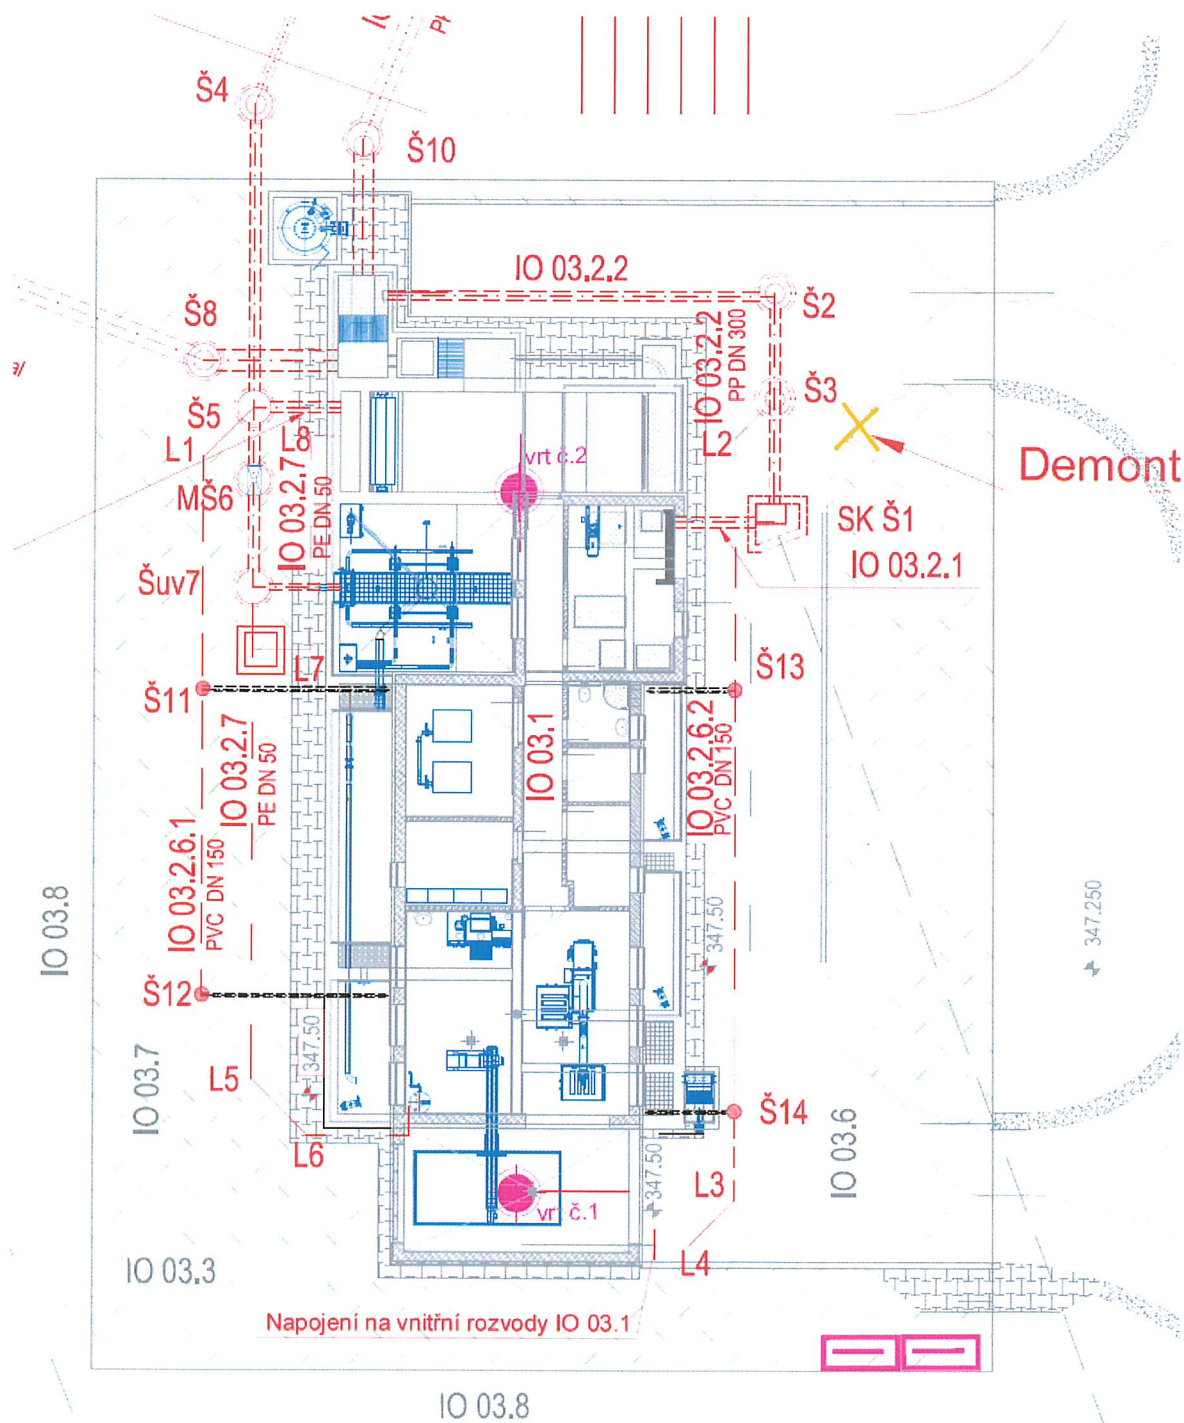 Š4
Š10
IO 03.2.2
Š2
Š8
IO 03.2.2
PP DN 300
Š3
Š5
L1
L8
L2
vrt č.2
Demont
MŠ6
IO 03.2.7
PE DN 50
SK Š1
IO 03.2.1
Šuv7
L7
Š13
Š11
IO 03.2.7
PE DN 50
IO 03.1
IO 03.2.6.2
PVC DN 150
IO 03.2.6.1
PVC DN 150
IO 03.8
347.50
347.250
Š12
347.50
L5
IO 03.7
Š14
L6
IO 03.6
347.50
L3
vrt č.1
L4
IO 03.3
Napojení na vnitřní rozvody IO 03.1
IO 03.8